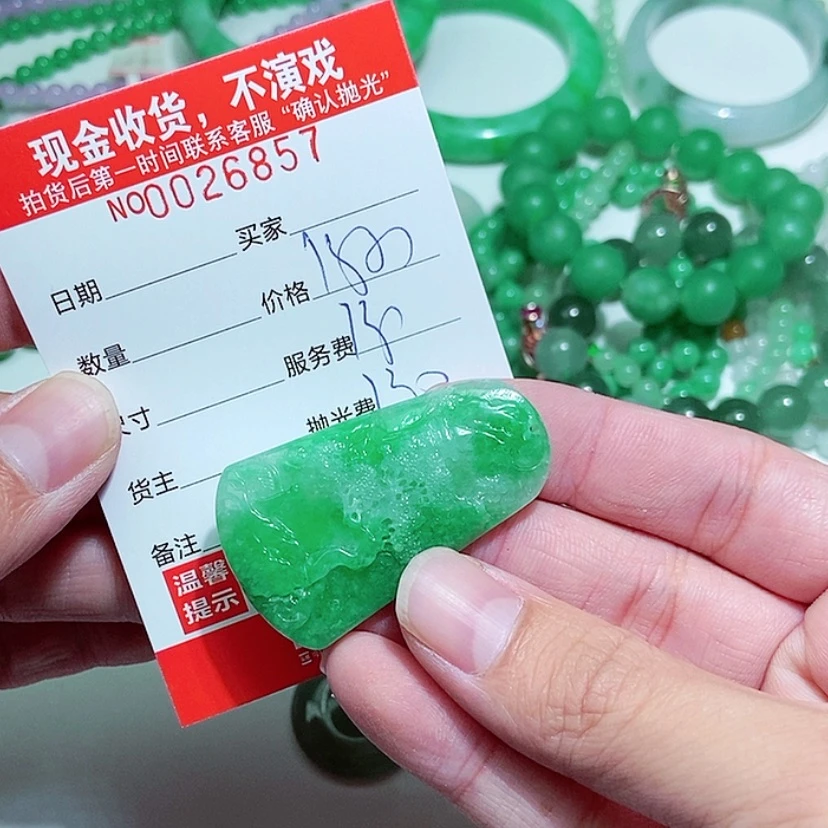 现金收货，不演戏
拍货后第一时间联系客服“确认抛光”
NO0026857
买家
日期
价格
数量
服务费
寸
抛光费
货主
备注
温馨
提示